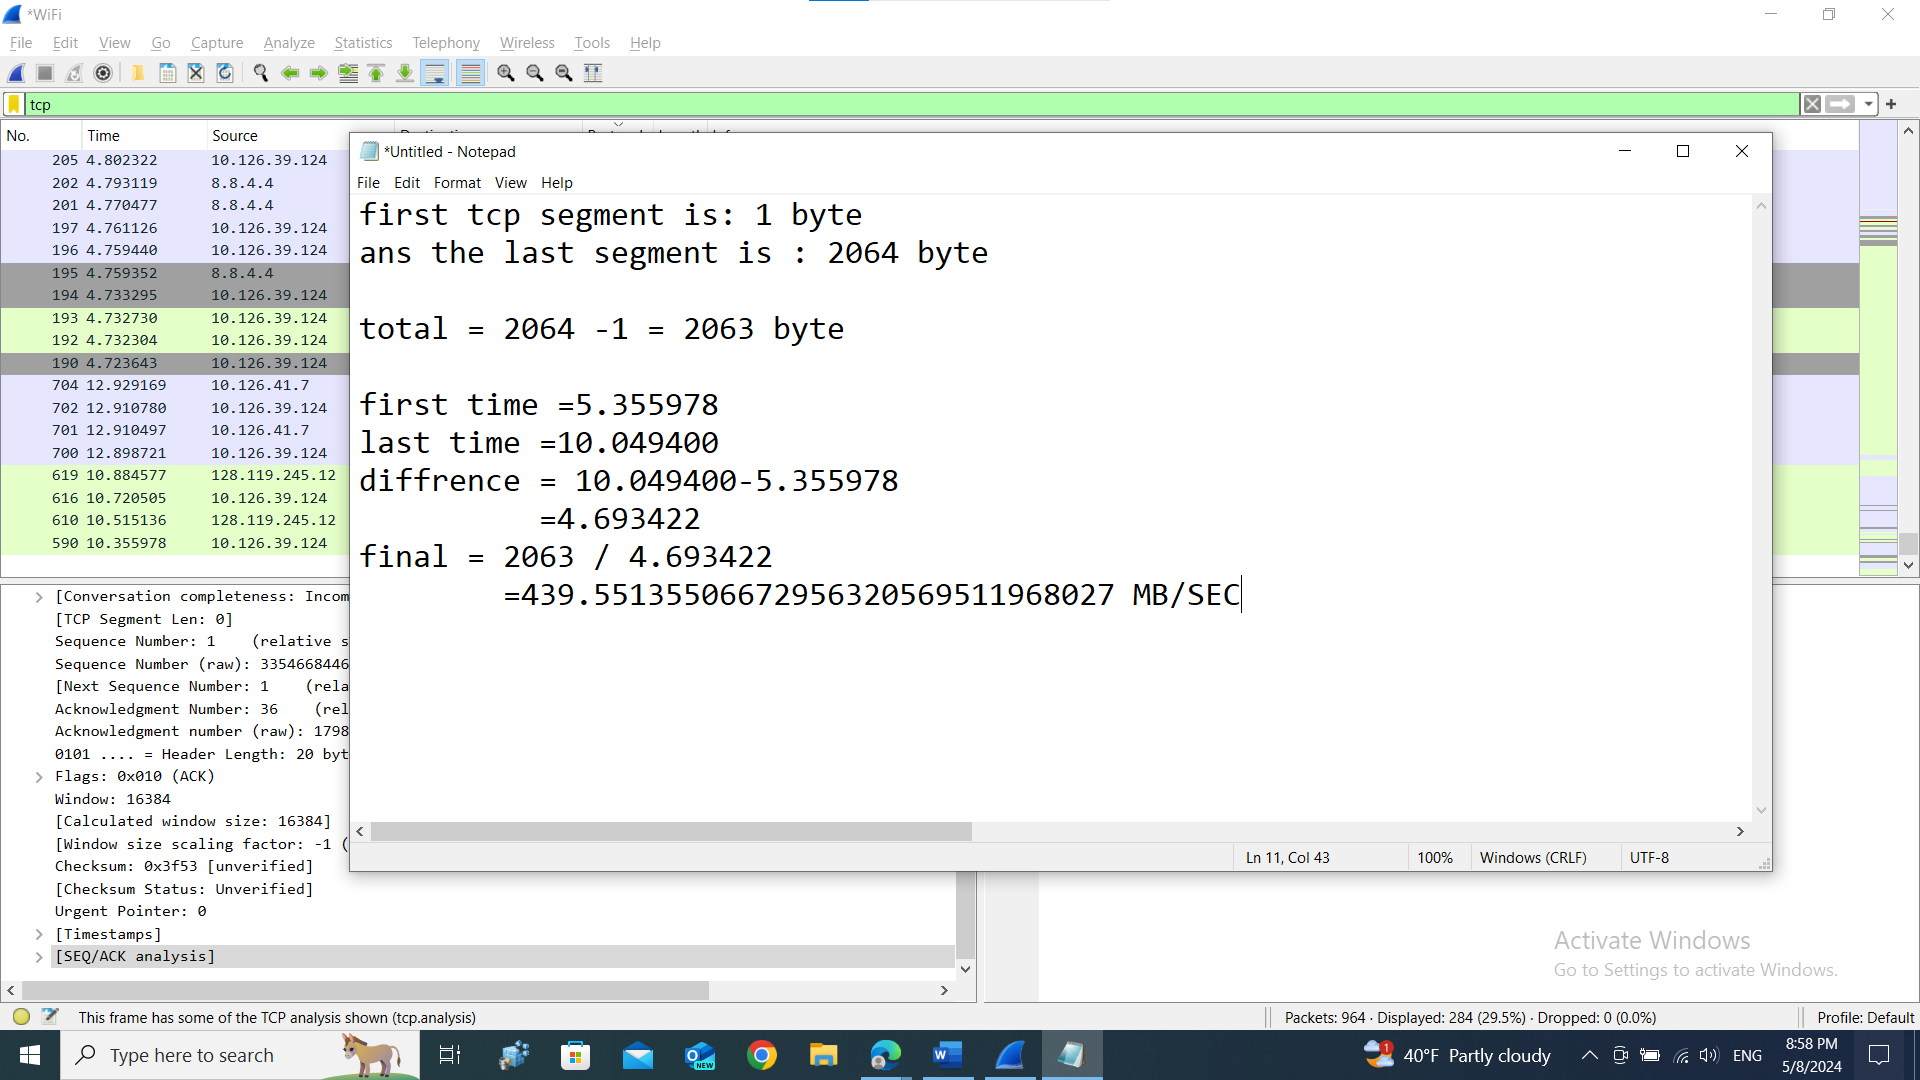 *WiFi
File Edit View Go Capture Analyze Statistics Telephony Wireless Tools Help
tcp
No. Time Source
205 4.802322 10.126.39.124
202 4.793119 8.8.4.4
201 4.770477 8.8.4.4
197 4.761126 10.126.39.124
196 4.759440 10.126.39.124
195 4.759352 8.8.4.4
194 4.733295 10.126.39.124
193 4.732730 10.126.39.124
192 4.732304 10.126.39.124
190 4.723643 10.126.39.124
704 12.929169 10.126.41.7
702 12.910780 10.126.39.124
701 12.910497 10.126.41.7
700 12.898721 10.126.39.124
619 10.884577 128.119.245.12
616 10.720505 10.126.39.124
610 10.515136 128.119.245.12
590 10.355978 10.126.39.124
*Untitled - Notepad
File Edit Format View Help
first tcp segment is: 1 byte
ans the last segment is : 2064 byte
total = 2064 -1 = 2063 byte
first time =5.355978
last time =10.049400
diffrence = 10.049400-5.355978
=4.693422
final = 2063 / 4.693422
=439.55135506672956320569511968027 MB/SEC
Ln 11, Col 43 100% Windows (CRLF) UTF-8
[Conversation completeness: Incom
[TCP Segment Len: 0]
Sequence Number: 1 (relative s
Sequence Number (raw): 3354668446
[Next Sequence Number: 1 (rela
Acknowledgment Number: 36 (rel
Acknowledgment number (raw): 1798
0101 .... = Header Length: 20 byt
Flags: 0x010 (ACK)
Window: 16384
[Calculated window size: 16384]
[Window size scaling factor: -1 (
Checksum: 0x3f53 [unverified]
[Checksum Status: Unverified]
Urgent Pointer: 0
[Timestamps]
[SEQ/ACK analysis]
Activate Windows
Go to Settings to activate Windows.
This frame has some of the TCP analysis shown (tcp.analysis)
Packets: 964 · Displayed: 284 (29.5%) · Dropped: 0 (0.0%)
Profile: Default
Type here to search
NEW
1
40°F Partly cloudy
ENG
8:58 PM
5/8/2024